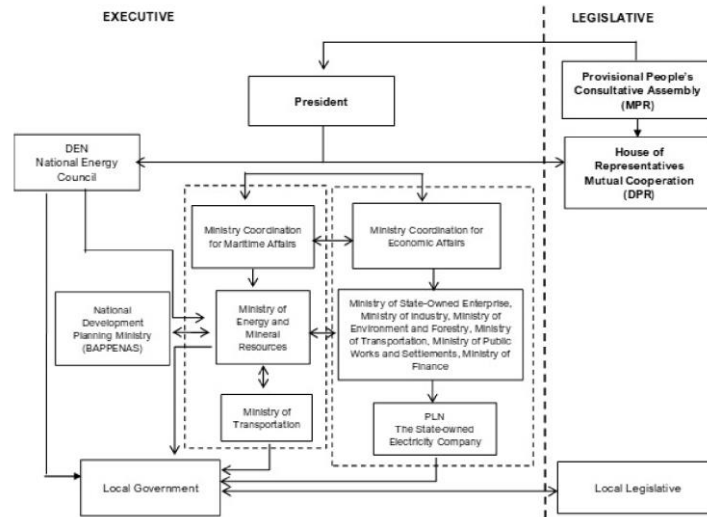 EXECUTIVE
LEGISLATIVE
President
Provisional People's
Consultative Assembly
(MPR)
DEN
National Energy
Council
House of
Representatives
Mutual Cooperation
(DPR)
Ministry Coordination
for Maritime Affairs
Ministry Coordination for
Economic Affairs
National
Development
Planning Ministry
(BAPPENAS)
Ministry of
Energy and
Mineral
Resources
Ministry of State-Owned Enterprise,
Ministry of Industry, Ministry of
Environment and Forestry, Ministry
of Transportation, Ministry of Public
Works and Settlements, Ministry of
Finance
Ministry of
Transportation
PLN
The State-owned
Electricity Company
Local Government
Local Legislative